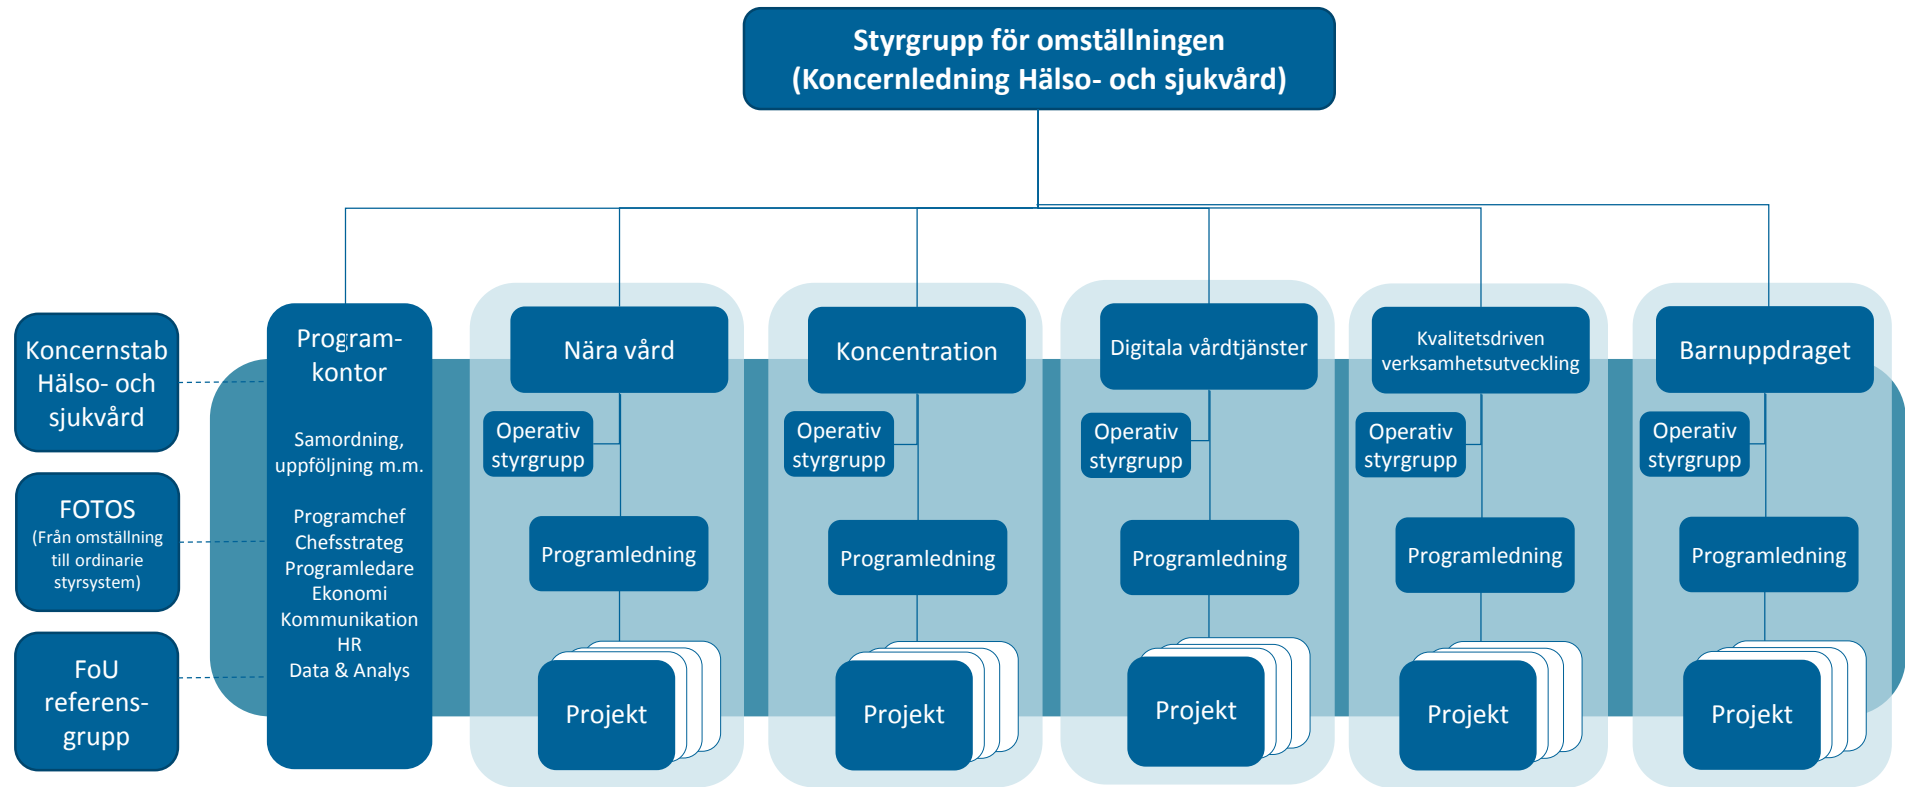 Styrgrupp för omställningen
(Koncernledning Hälso- och sjukvård)
Koncernstab
Hälso- och
sjukvård
FOTOS
(Från omställning
till ordinarie
styrsystem)
FoU
referens-
grupp
Program-
kontor
Samordning,
uppföljning m.m.
Programchef
Chefsstrateg
Programledare
Ekonomi
Kommunikation
HR
Data & Analys
Nära vård
Operativ
styrgrupp
Programledning
Projekt
Koncentration
Operativ
styrgrupp
Programledning
Projekt
Digitala vårdtjänster
Operativ
styrgrupp
Programledning
Projekt
Kvalitetsdriven
verksamhetsutveckling
Operativ
styrgrupp
Programledning
Projekt
Barnuppdraget
Operativ
styrgrupp
Programledning
Projekt